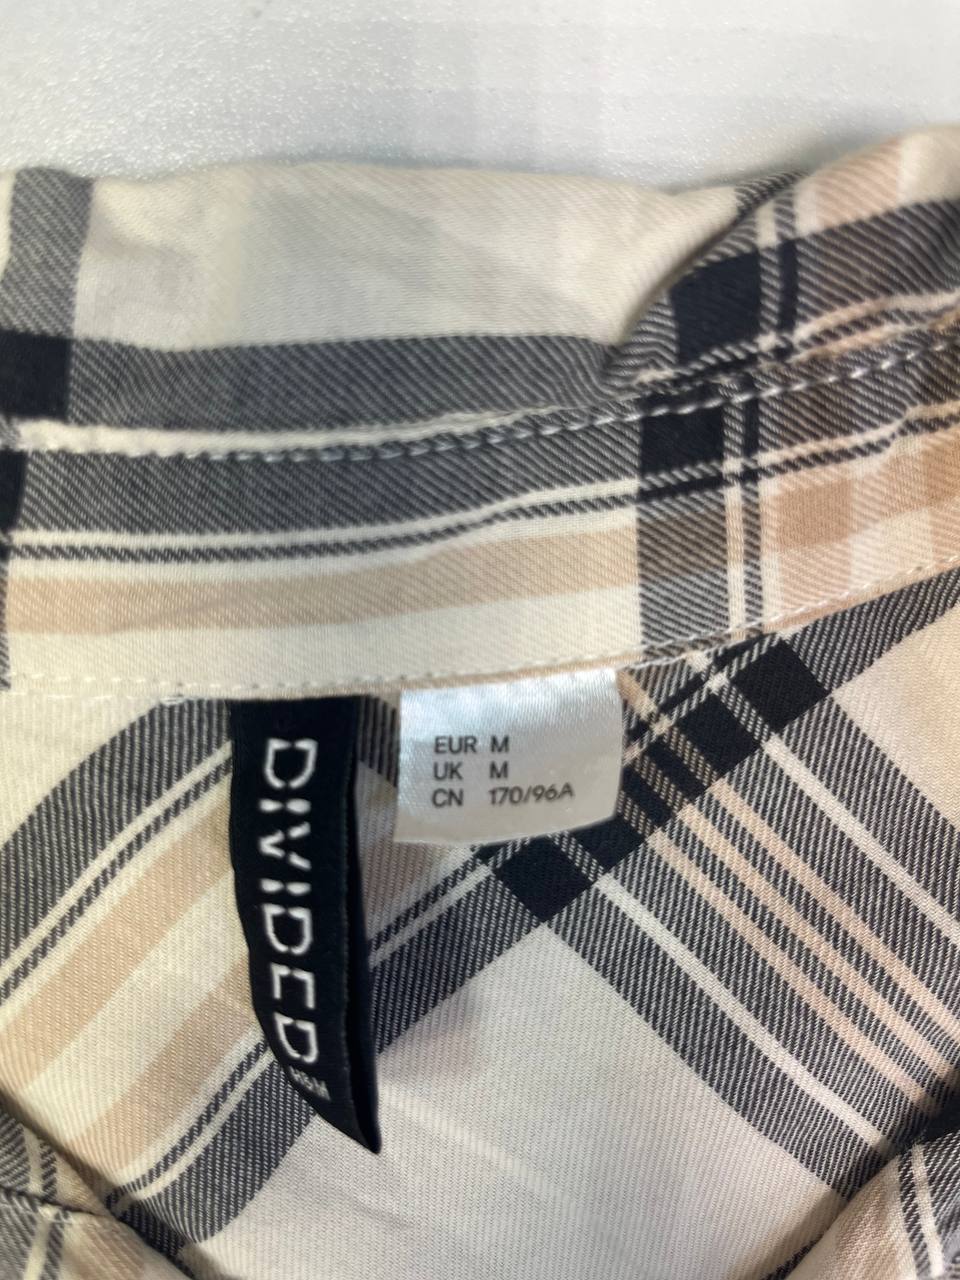 DIVIDED
H&M
EUR M
UK M
CN 170/96A